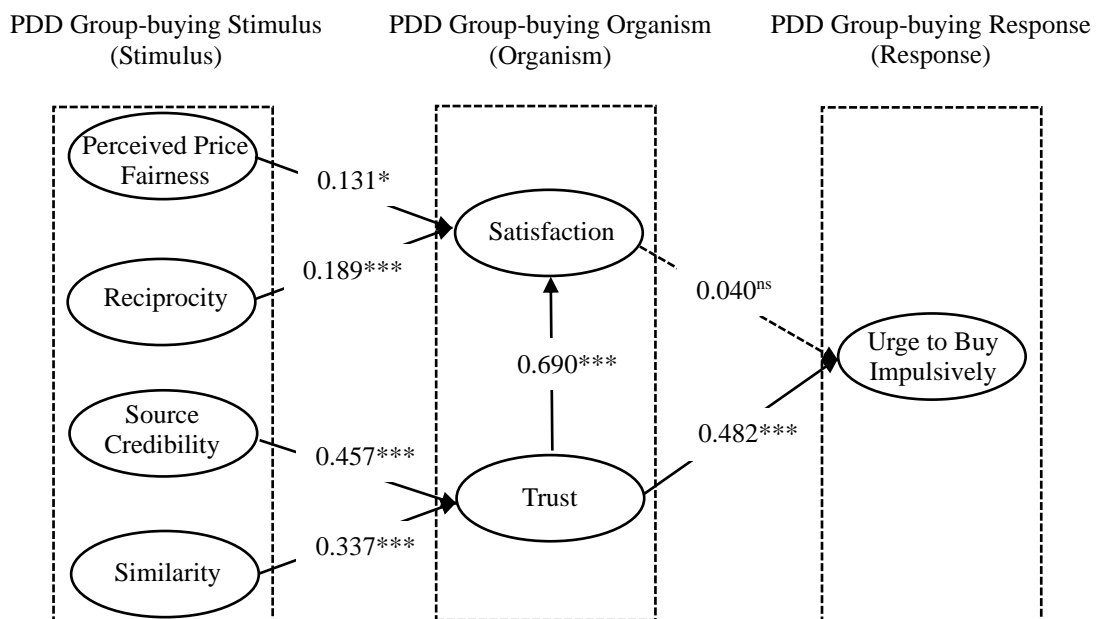 PDD Group-buying Stimulus
(Stimulus)
PDD Group-buying Organism
(Organism)
PDD Group-buying Response
(Response)
Perceived Price
Fairness
0.131*
Satisfaction
Reciprocity
0.189***
0.040ns
Urge to Buy
Impulsively
0.690***
Source
Credibility
0.457***
0.482***
Trust
0.337***
Similarity